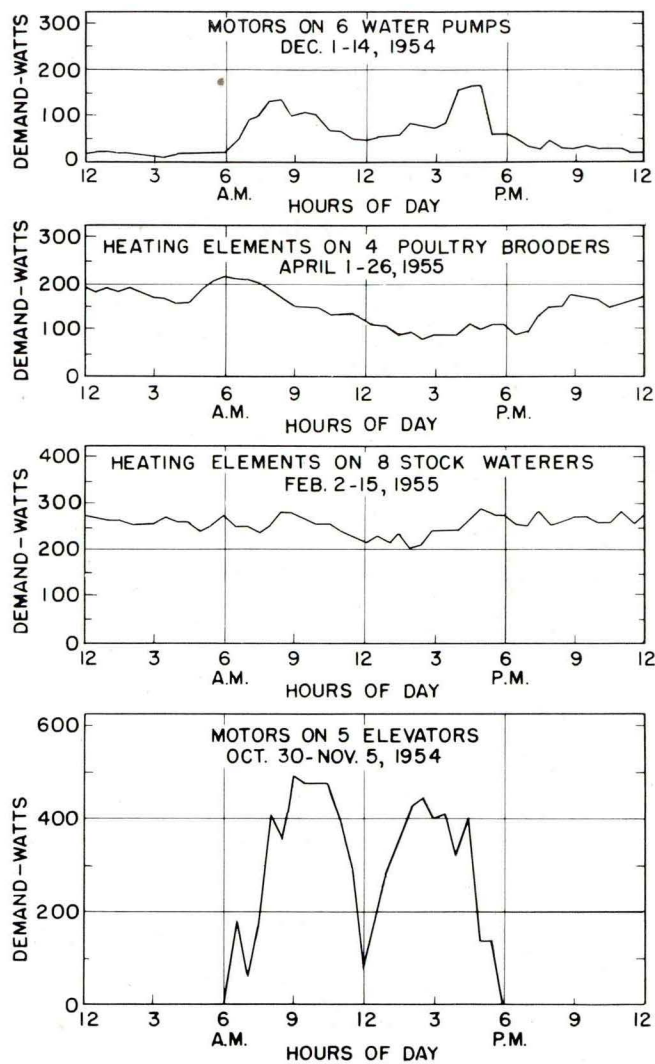 MOTORS ON 6 WATER PUMPS
DEC. 1-14, 1954
DEMAND-WATTS
300
200
100
0
12 3 6 9 12 3 6 9 12
A.M. P.M.
HOURS OF DAY
HEATING ELEMENTS ON 4 POULTRY BROODERS
APRIL 1-26, 1955
DEMAND-WATTS
300
200
100
0
12 3 6 9 12 3 6 9 12
A.M. P.M.
HOURS OF DAY
HEATING ELEMENTS ON 8 STOCK WATERERS
FEB. 2-15, 1955
DEMAND-WATTS
400
300
200
100
0
12 3 6 9 12 3 6 9 12
A.M. P.M.
HOURS OF DAY
MOTORS ON 5 ELEVATORS
OCT. 30-NOV. 5, 1954
DEMAND-WATTS
600
400
200
0
12 3 6 9 12 3 6 9 12
A.M. P.M.
HOURS OF DAY